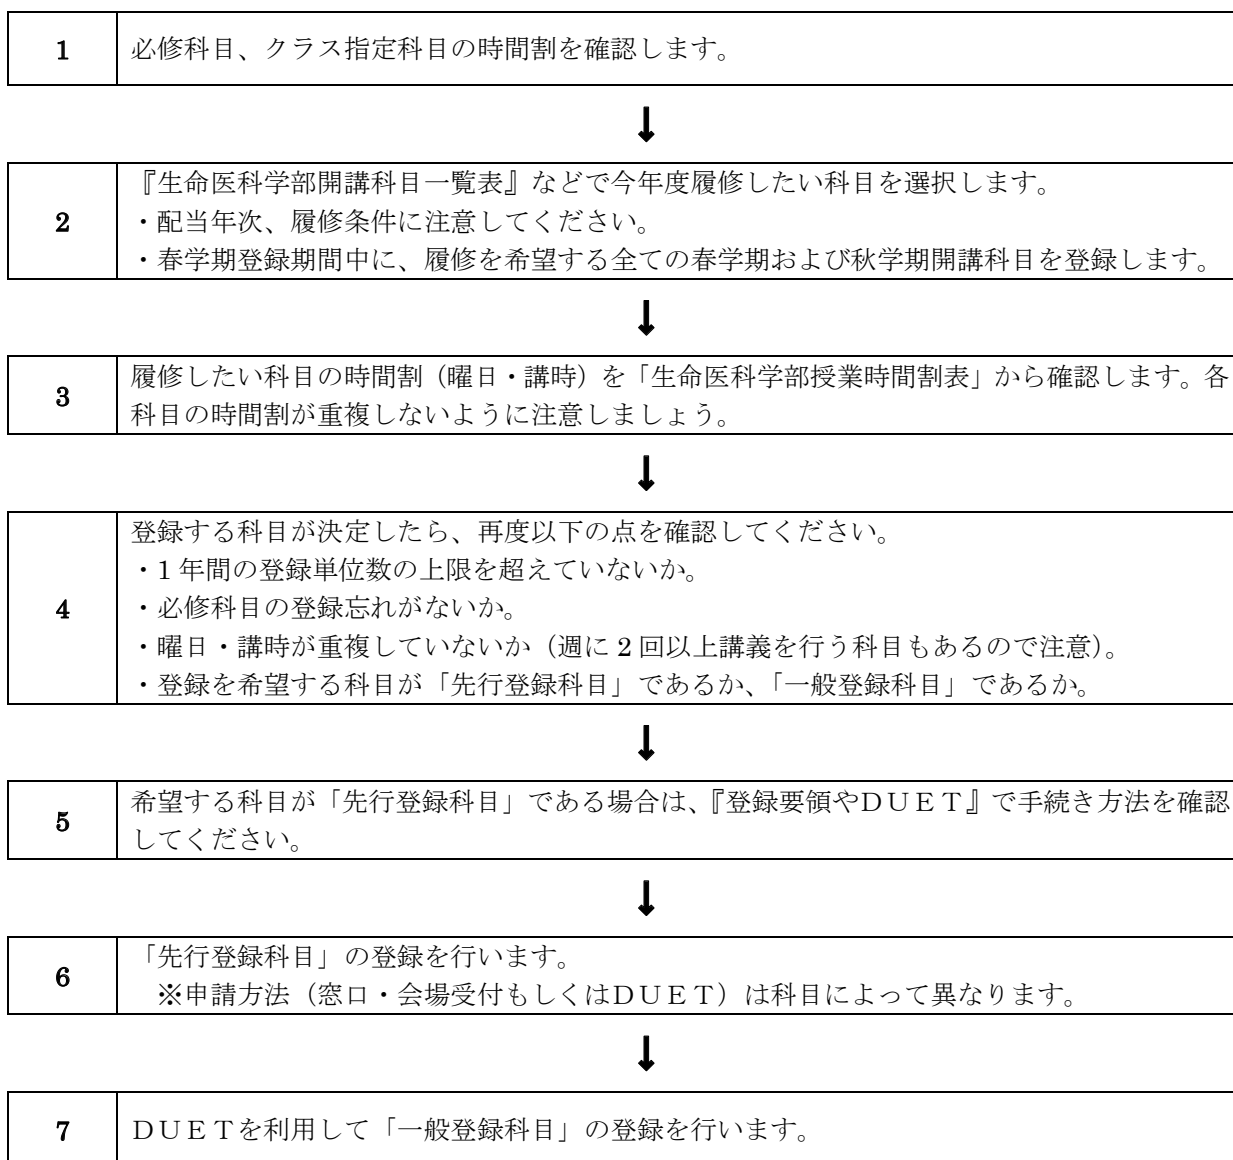 1 必修科目、クラス指定科目の時間割を確認します。
↓
『生命医科学部開講科目一覧表』などで今年度履修したい科目を選択します。
2 ・配当年次、履修条件に注意してください。
・春学期登録期間中に、履修を希望する全ての春学期および秋学期開講科目を登録します。
↓
3 履修したい科目の時間割（曜日・講時）を「生命医科学部授業時間割表」から確認します。各
科目の時間割が重複しないように注意しましょう。
↓
登録する科目が決定したら、再度以下の点を確認してください。
・1 年間の登録単位数の上限を超えていないか。
4 ・必修科目の登録忘れがないか。
・曜日・講時が重複していないか（週に 2 回以上講義を行う科目もあるので注意）。
・登録を希望する科目が「先行登録科目」であるか、「一般登録科目」であるか。
↓
5 希望する科目が「先行登録科目」である場合は、『登録要領やＤＵＥＴ』で手続き方法を確認
してください。
↓
6 「先行登録科目」の登録を行います。
※申請方法（窓口・会場受付もしくはＤＵＥＴ）は科目によって異なります。
↓
7 ＤＵＥＴを利用して「一般登録科目」の登録を行います。